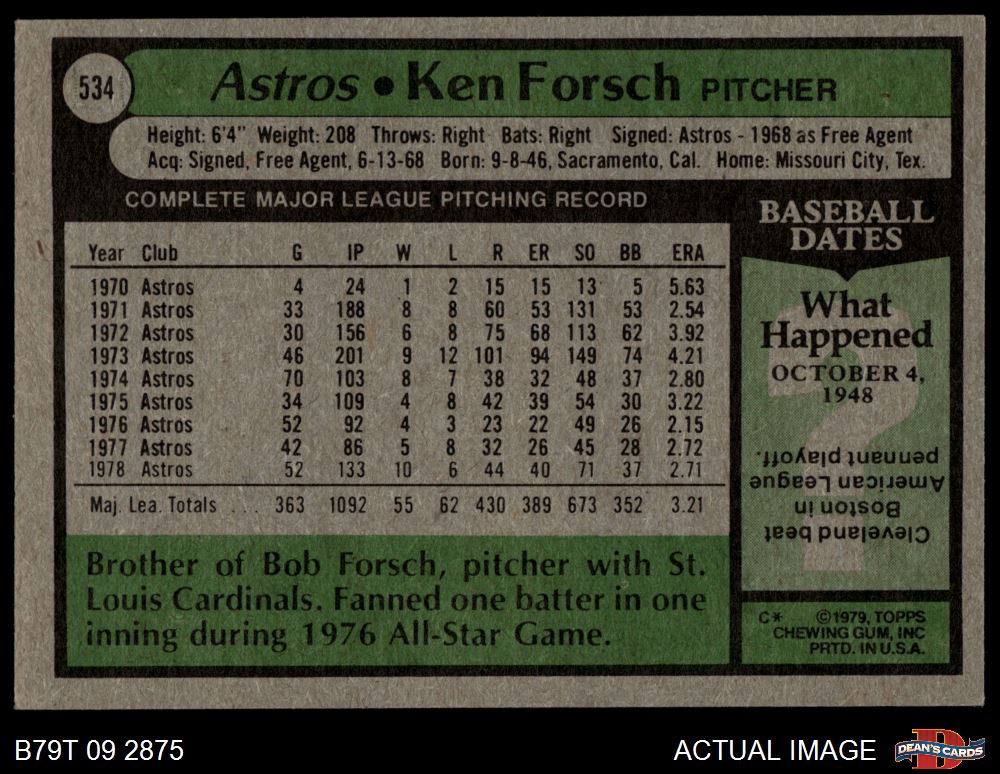 534
Astros • Ken Forsch PITCHER
Height: 6'4" Weight: 208 Throws: Right Bats: Right Signed: Astros - 1968 as Free Agent
Acq: Signed, Free Agent, 6-13-68 Born: 9-8-46, Sacramento, Cal. Home: Missouri City, Tex.
COMPLETE MAJOR LEAGUE PITCHING RECORD
Year Club G IP W L R ER SO BB ERA
1970 Astros 4 24 1 2 15 15 13 5 5.63
1971 Astros 33 188 8 8 60 53 131 53 2.54
1972 Astros 30 156 6 8 75 68 113 62 3.92
1973 Astros 46 201 9 12 101 94 149 74 4.21
1974 Astros 70 103 8 7 38 32 48 37 2.80
1975 Astros 34 109 4 8 42 39 54 30 3.22
1976 Astros 52 92 4 3 23 22 49 26 2.15
1977 Astros 42 86 5 8 32 26 45 28 2.72
1978 Astros 52 133 10 6 44 40 71 37 2.71
Maj. Lea. Totals ... 363 1092 55 62 430 389 673 352 3.21
Brother of Bob Forsch, pitcher with St.
Louis Cardinals. Fanned one batter in one
inning during 1976 All-Star Game.
BASEBALL
DATES
What
Happened
OCTOBER 4,
1948
?
Cleveland beat
Boston in
American League
pennant playoff.
C* ©1979, TOPPS
CHEWING GUM, INC
PRTD. IN U.S.A.
B79T 09 2875
ACTUAL IMAGE
D
DEAN'S CARDS